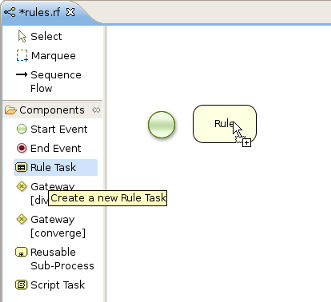 *rules.rf
Select
Marquee
Sequence
Flow
Components
Start Event
End Event
Rule Task
Gateway
[div
Create a new Rule Task
Gateway
[converge]
Reusable
Sub-Process
Script Task
Rule